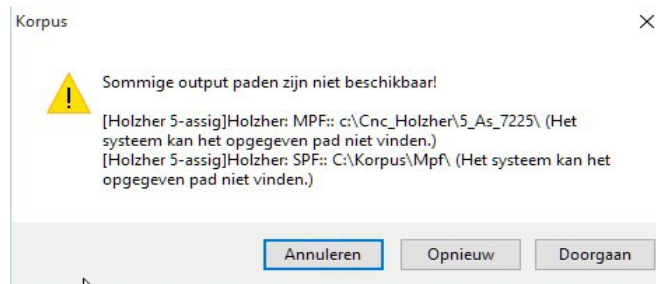 Korpus
Sommige output paden zijn niet beschikbaar!
[Holzher 5-assig]Holzher: MPF:: c:\Cnc_Holzher\5_As_7225\ (Het
systeem kan het opgegeven pad niet vinden.)
[Holzher 5-assig]Holzher: SPF:: C:\Korpus\Mpf\ (Het systeem kan het
opgegeven pad niet vinden.)
Annuleren Opnieuw Doorgaan